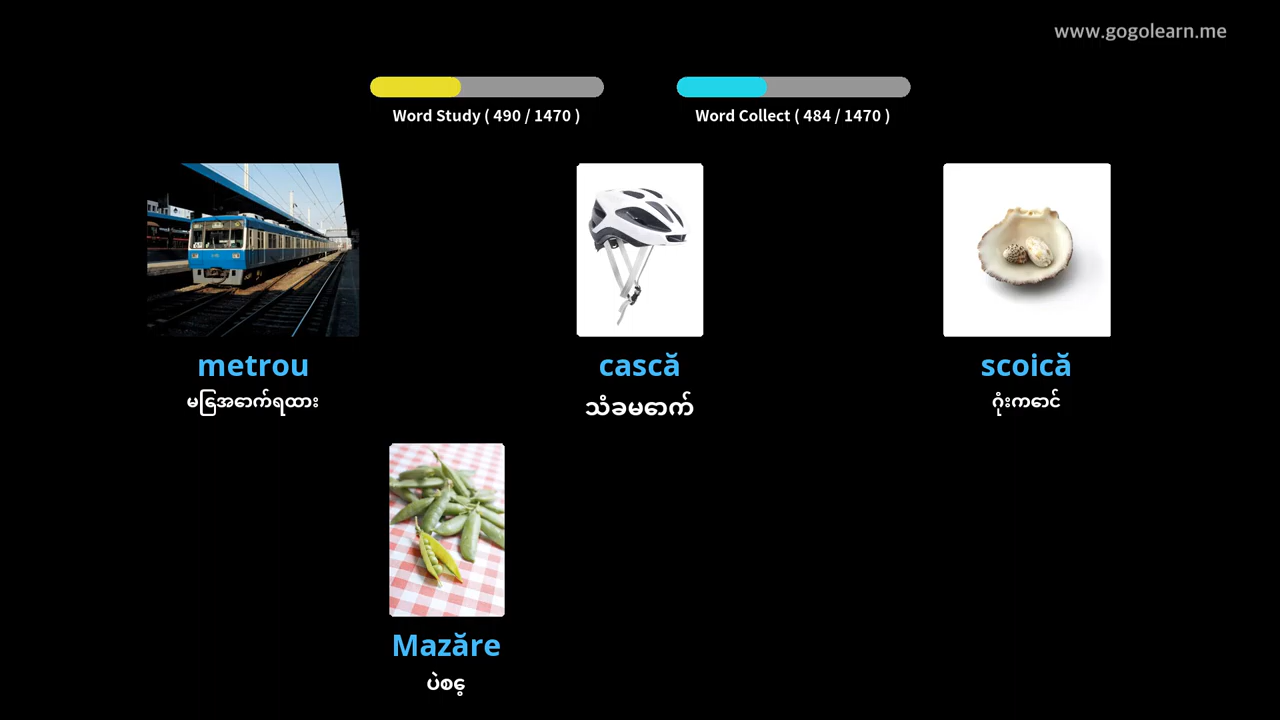 www.gogolearn.me
Word Study ( 490 / 1470 )
Word Collect ( 484 / 1470 )
metrou
cască
scoică
မြေအောက်ရထား
သံခမောက်
ဂုံးကောင်
Mazăre
ပဲစေ့